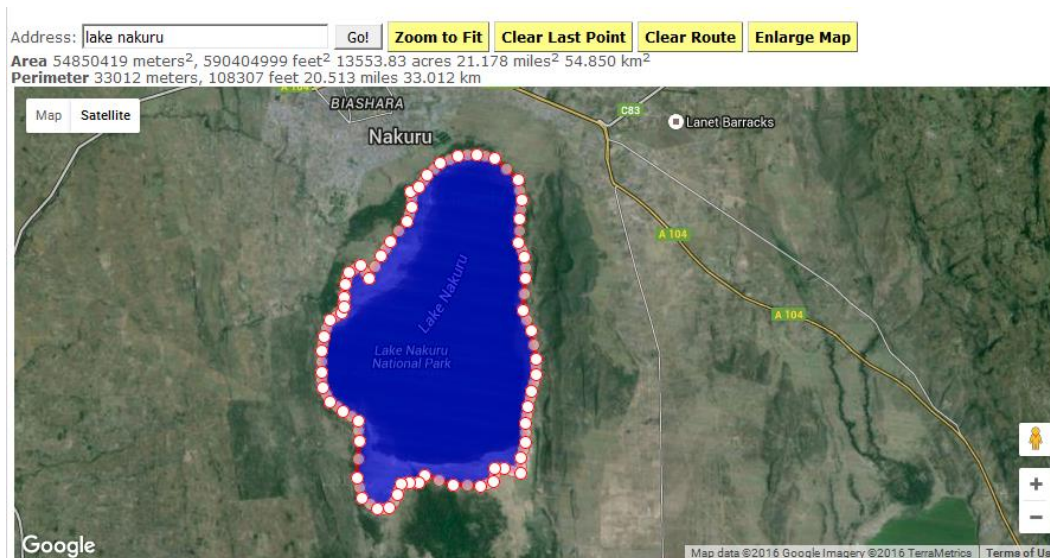 Address: lake nakuru Go! Zoom to Fit Clear Last Point Clear Route Enlarge Map
Area 54850419 meters², 590404999 feet² 13553.83 acres 21.178 miles² 54.850 km²
Perimeter 33012 meters, 108307 feet 20.513 miles 33.012 km
A 104
BIASHARA
Map Satellite
C83
Lanet Barracks
Nakuru
A 104
Lake Nakuru
A 104
Lake Nakuru
National Park
+
−
Google
Map data ©2016 Google Imagery ©2016 TerraMetrics Terms of